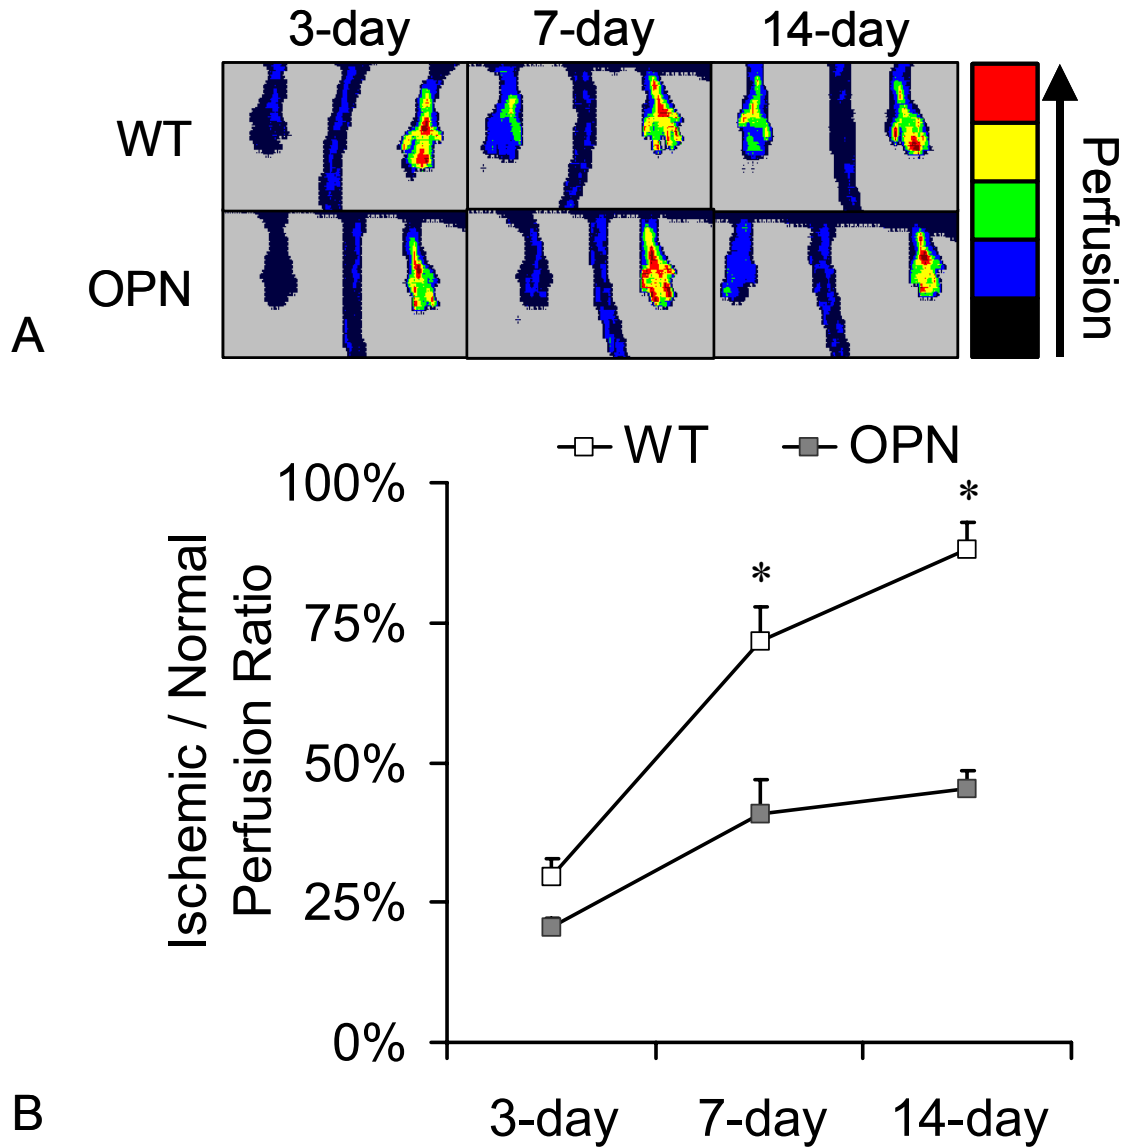 3-day 7-day 14-day
WT
OPN
Perfusion
A
WT OPN
100%
75%
50%
25%
0%
Ischemic / Normal
Perfusion Ratio
*
*
3-day 7-day 14-day
B